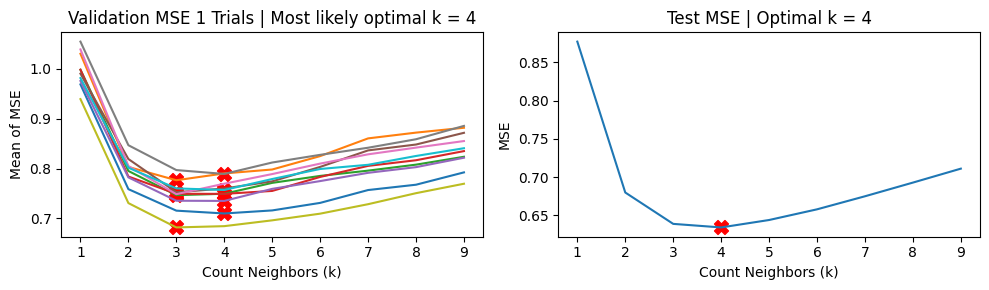 Validation MSE 1 Trials | Most likely optimal k = 4
Mean of MSE
1.0
0.9
0.8
0.7
1 2 3 4 5 6 7 8 9
Count Neighbors (k)
Test MSE | Optimal k = 4
MSE
0.85
0.80
0.75
0.70
0.65
1 2 3 4 5 6 7 8 9
Count Neighbors (k)